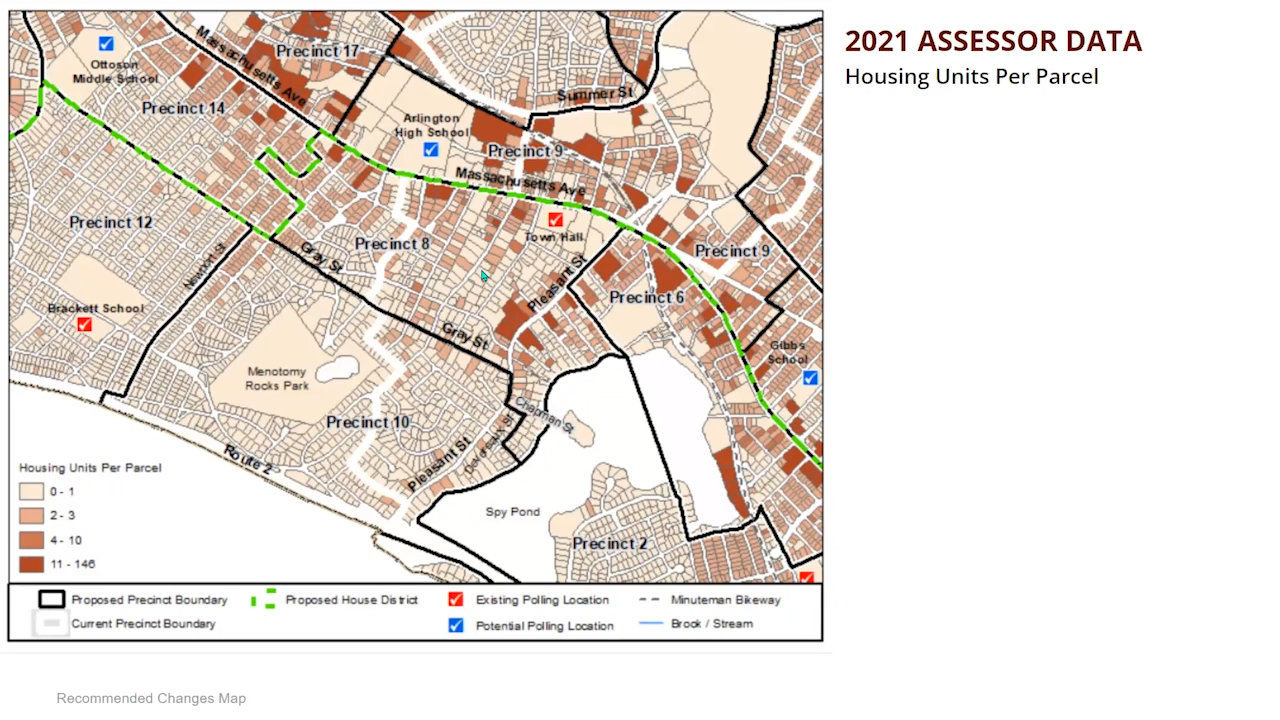 2021 ASSESSOR DATA
Housing Units Per Parcel
Massachusetts Ave
Precinct 17
Ottoson
Middle School
Precinct 14
Summer St
Arlington
High School
Precinct 9
Massachusetts Ave
Precinct 12
Town Hall
Precinct 8
Gray St
Newport St
Pleasant St
Precinct 9
Precinct 6
Brackett School
Gray St
Gibbs
School
Menotomy
Rocks Park
Chapman St
Precinct 10
Pleasant St
Route 2
Spy Pond
Precinct 2
Housing Units Per Parcel
0 - 1
2 - 3
4 - 10
11 - 146
Proposed Precinct Boundary
Proposed House District
Existing Polling Location
Minuteman Bikeway
Current Precinct Boundary
Potential Polling Location
Brook / Stream
Recommended Changes Map